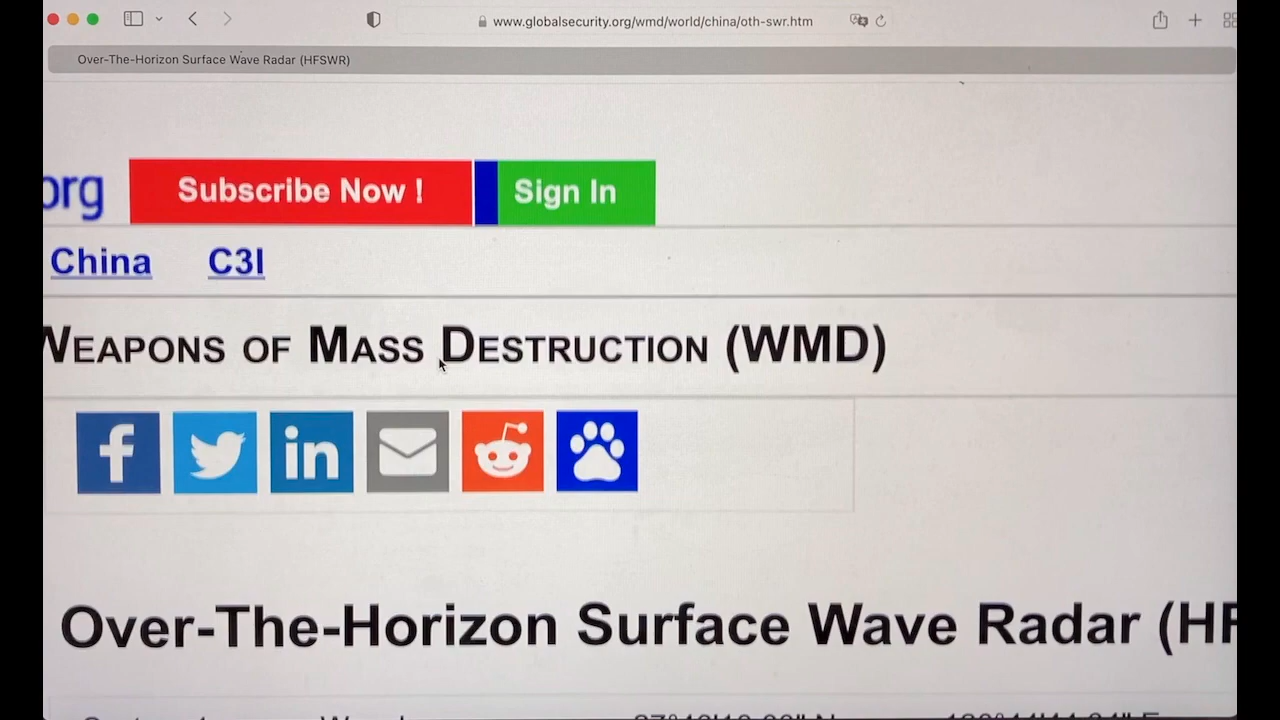 www.globalsecurity.org/wmd/world/china/oth-swr.htm
Over-The-Horizon Surface Wave Radar (HFSWR)
org
Subscribe Now !
Sign In
China C3I
WEAPONS OF MASS DESTRUCTION (WMD)
Over-The-Horizon Surface Wave Radar (HF